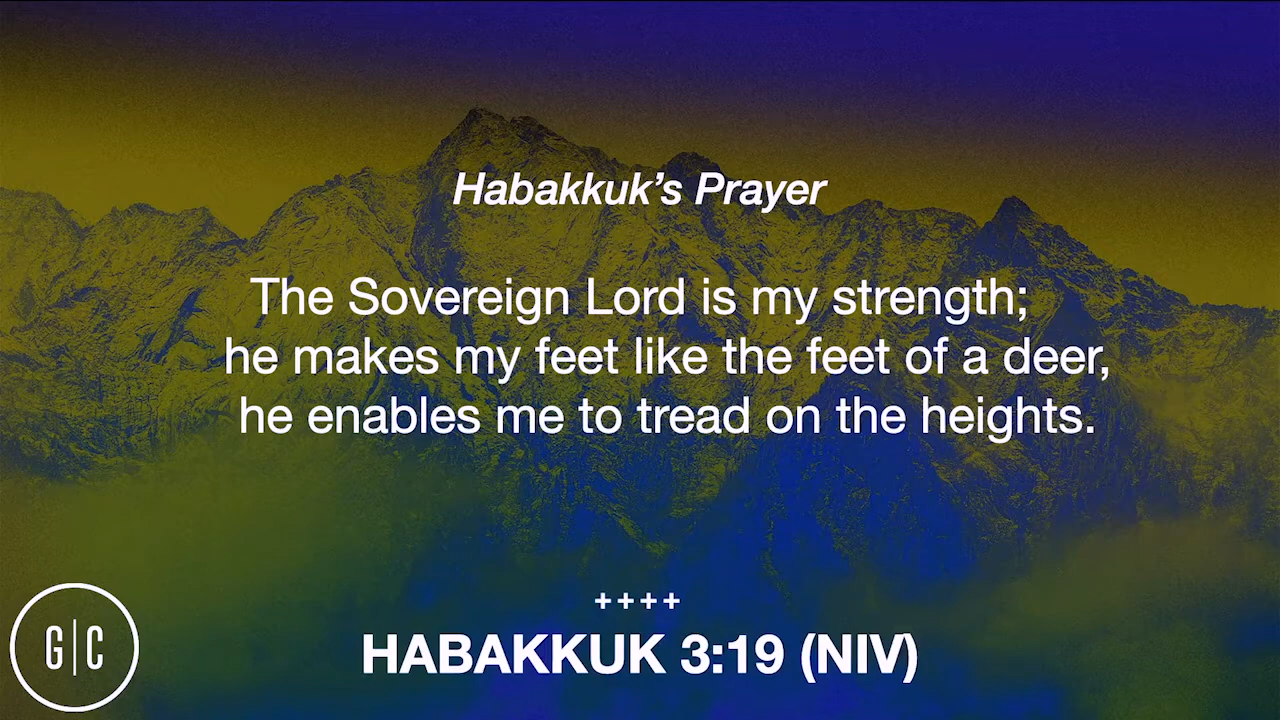 Habakkuk’s Prayer
The Sovereign Lord is my strength;
he makes my feet like the feet of a deer,
he enables me to tread on the heights.
++++
HABAKKUK 3:19 (NIV)
G|C